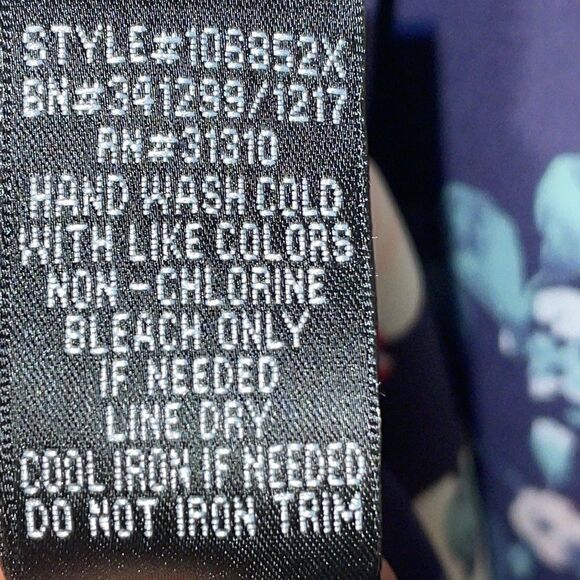 STYLE#106852X
BN#341299/1217
RN#31310
HAND WASH COLD
WITH LIKE COLORS
NON-CHLORINE
BLEACH ONLY
IF NEEDED
LINE DRY
COOL IRON IF NEEDED
DO NOT IRON TRIM